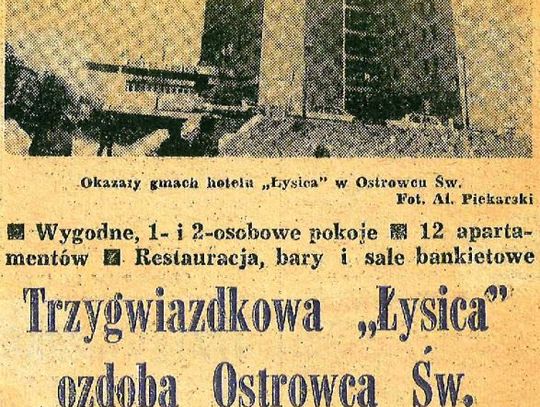 Okazały gmach hotelu „Łysica” w Ostrowcu Św.
Fot. Al. Piekarski
■ Wygodne, 1- i 2-osobowe pokoje ■ 12 aparta-
mentów ■ Restauracja, bary i sale bankietowe
Trzygwiazdkowa „Łysica”
ozdobą Ostrowca Św.